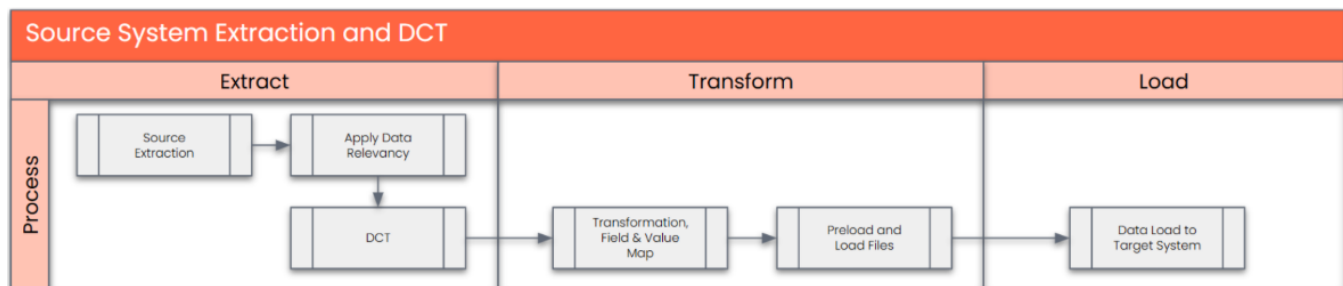 Source System Extraction and DCT
Extract
Transform
Load
Process
Source
Extraction
Apply Data
Relevancy
DCT
Transformation,
Field & Value
Map
Preload and
Load Files
Data Load to
Target System